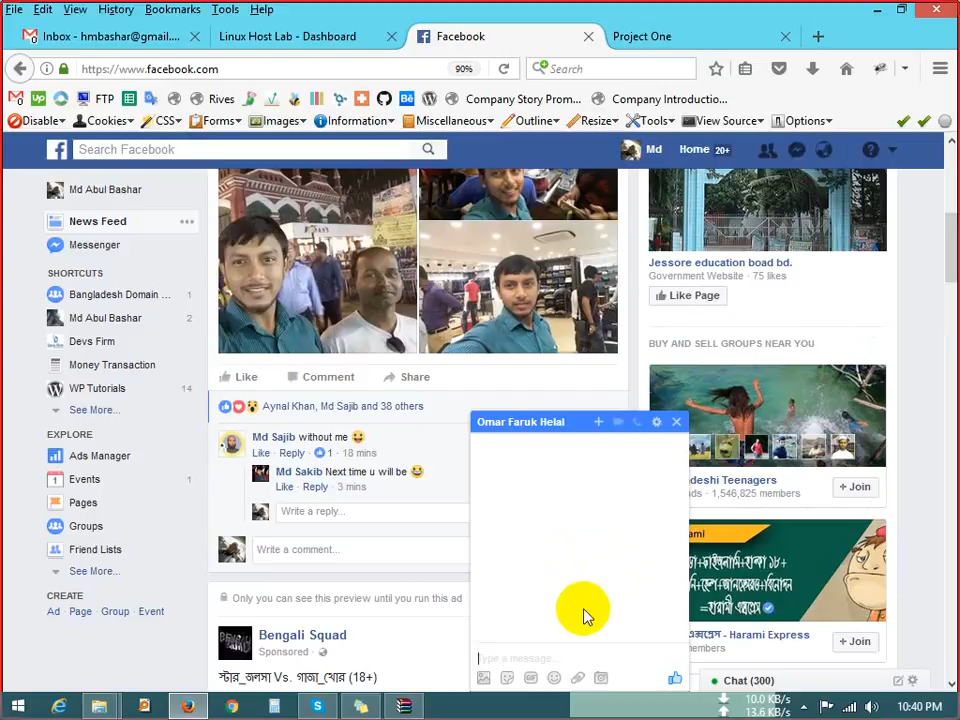 File Edit View History Bookmarks Tools Help
Inbox - hmbashar@gmail.... Linux Host Lab - Dashboard Facebook Project One
https://www.facebook.com 90% Search
Up FTP Rives Company Story Prom... Company Introductio...
Disable Cookies CSS Forms Images Information Miscellaneous Outline Resize Tools View Source Options
Search Facebook Md Home 20+
Md Abul Bashar
News Feed
Messenger
SHORTCUTS
Bangladesh Domain ... 1
Md Abul Bashar 2
Devs Firm
Money Transaction
WP Tutorials 14
See More...
EXPLORE
Ads Manager
Events 1
Pages
Groups
Friend Lists
See More...
CREATE
Ad · Page · Group · Event
Like Comment Share
Aynal Khan, Md Sajib and 38 others
Md Sajib without me
Like · Reply · 1 · 18 mins
Md Sakib Next time u will be
Like · Reply · 3 mins
Write a reply...
Write a comment...
Only you can see this preview until you run this ad
Bengali Squad
Sponsored ·
স্টার_জলসা Vs. গাজা_খোর (18+)
Omar Faruk Helal
Type a message...
Jessore education boad bd.
Government Website · 75 likes
Like Page
BUY AND SELL GROUPS NEAR YOU
deshi Teenagers
ds · 1,546,825 members
+ Join
ami
Harami Express
+ Join
Chat (300)
10.0 KB/s
13.6 KB/s
10:40 PM